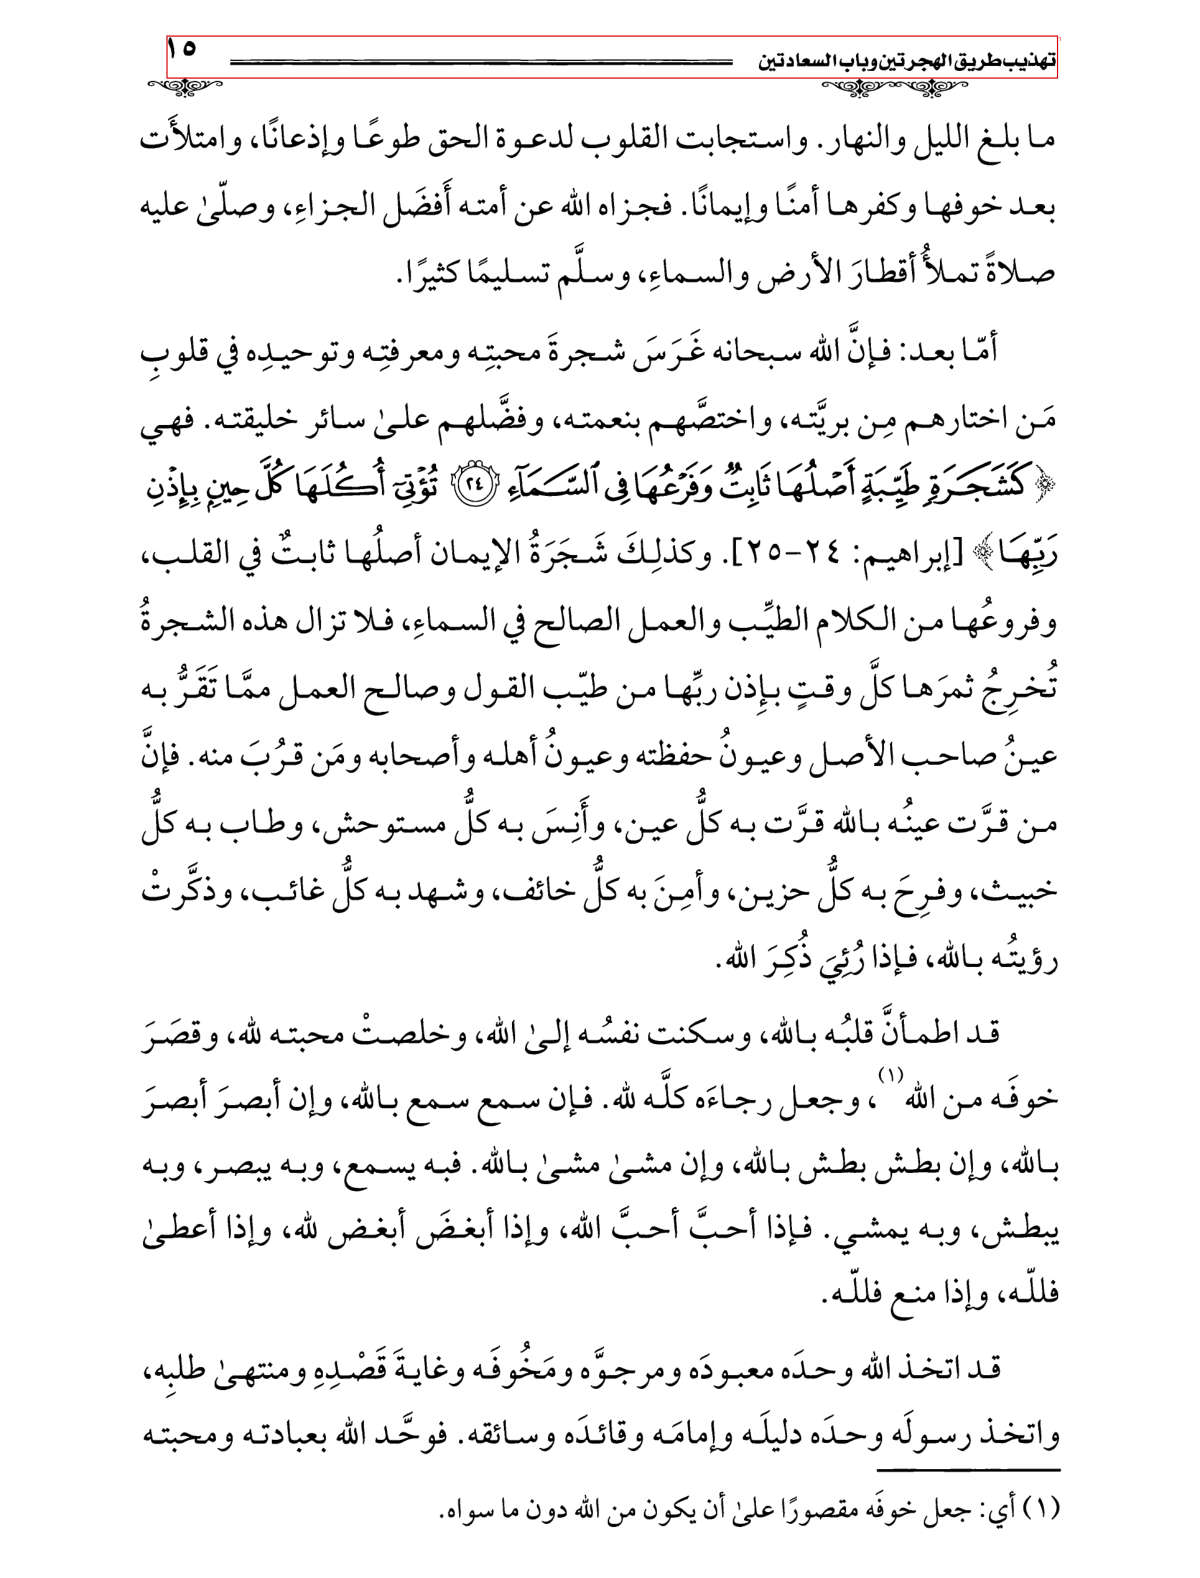 تهذيب طريق الهجرتين وباب السعادتين ١٥
ما بلغ الليل والنهار. واستجابت القلوب لدعوة الحق طوعًا وإذعانًا، وامتلأَت
بعد خوفها وكفرها أمنًا وإيمانًا. فجزاه الله عن أمته أَفضَل الجزاءِ، وصلّىٰ عليه
صلاةً تملأُ أقطارَ الأرض والسماءِ، وسلَّم تسليمًا كثيرًا.
أمّا بعد: فإنَّ الله سبحانه غَرَسَ شجرةَ محبتِه ومعرفتِه وتوحيدِه في قلوبِ
مَن اختارهم مِن بريَّته، واختصَّهم بنعمته، وفضَّلهم علىٰ سائر خليقته. فهي
﴿كَشَجَرَةٍ طَيِّبَةٍ أَصْلُهَا ثَابِتٌ وَفَرْعُهَا فِي ٱلسَّمَآءِ ٢٤ تُؤْتِيٓ أُكُلَهَا كُلَّ حِينٍ بِإِذْنِ
رَبِّهَا﴾ [إبراهيم: ٢٤-٢٥]. وكذلِكَ شَجَرَةُ الإيمان أصلُها ثابتٌ في القلب،
وفروعُها من الكلام الطيِّب والعمل الصالح في السماءِ، فلا تزال هذه الشجرةُ
تُخرِجُ ثمرَها كلَّ وقتٍ بإِذن ربِّها من طيّب القول وصالح العمل ممَّا تَقَرُّ به
عينُ صاحب الأصل وعيونُ حفظته وعيونُ أهله وأصحابه ومَن قرُبَ منه. فإنَّ
من قرَّت عينُه بالله قرَّت به كلُّ عين، وأَنِسَ به كلُّ مستوحش، وطاب به كلُّ
خبيث، وفرِحَ به كلُّ حزين، وأمِنَ به كلُّ خائف، وشهد به كلُّ غائب، وذكَّرتْ
رؤيتُه بالله، فإذا رُئِيَ ذُكِرَ الله.
قد اطمأنَّ قلبُه بالله، وسكنت نفسُه إلىٰ الله، وخلصتْ محبته لله، وقصَرَ
خوفَه من الله(١)، وجعل رجاءَه كلَّه لله. فإن سمع سمع بالله، وإن أبصرَ أبصرَ
بالله، وإن بطش بطش بالله، وإن مشىٰ مشىٰ بالله. فبه يسمع، وبه يبصر، وبه
يبطش، وبه يمشي. فإذا أحبَّ أحبَّ الله، وإذا أبغضَ أبغض لله، وإذا أعطىٰ
فللّه، وإذا منع فللّه.
قد اتخذ الله وحدَه معبودَه ومرجوَّه ومَخُوفَه وغايةَ قَصْدِهِ ومنتهىٰ طلبِه،
واتخذ رسولَه وحدَه دليلَه وإمامَه وقائدَه وسائقه. فوحَّد الله بعبادته ومحبته
(١) أي: جعل خوفَه مقصورًا علىٰ أن يكون من الله دون ما سواه.